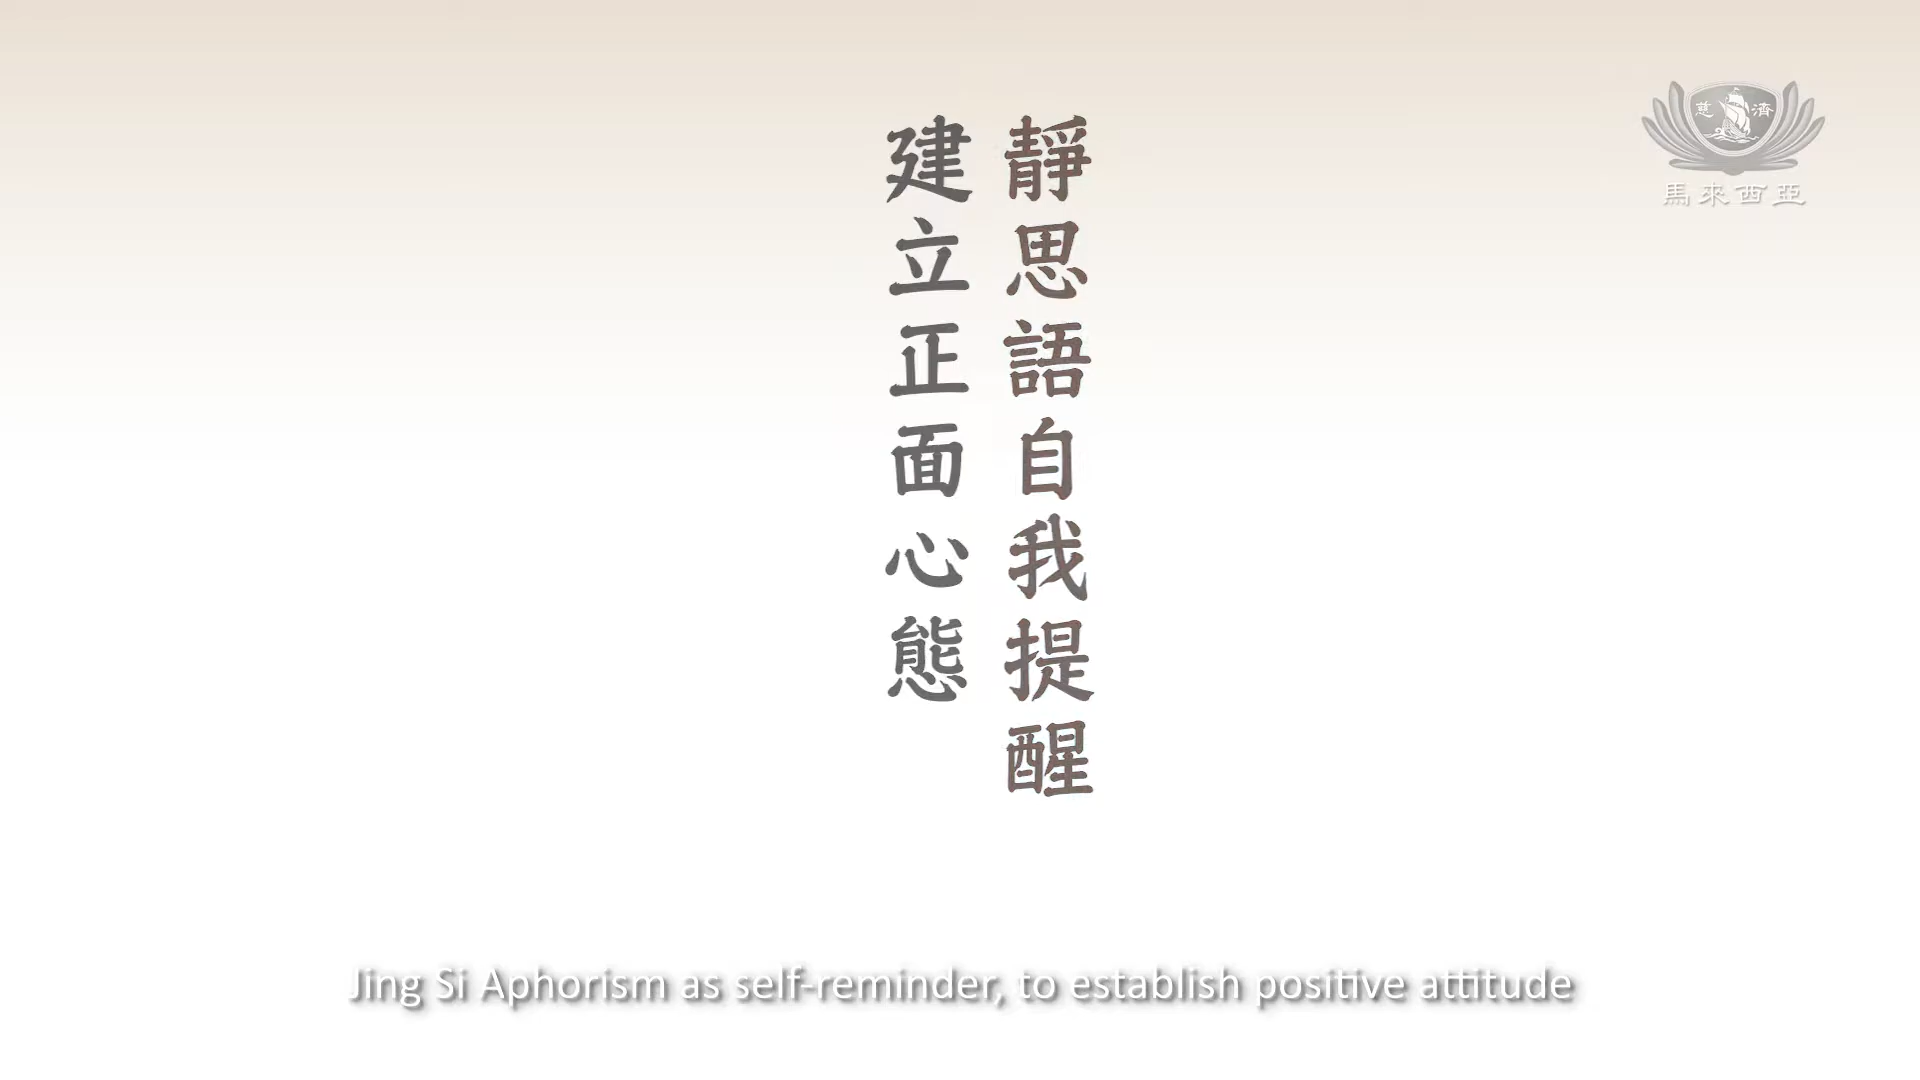 靜思語自我提醒
建立正面心態
慈濟
馬來西亞
Jing Si Aphorism as self-reminder, to establish positive attitude